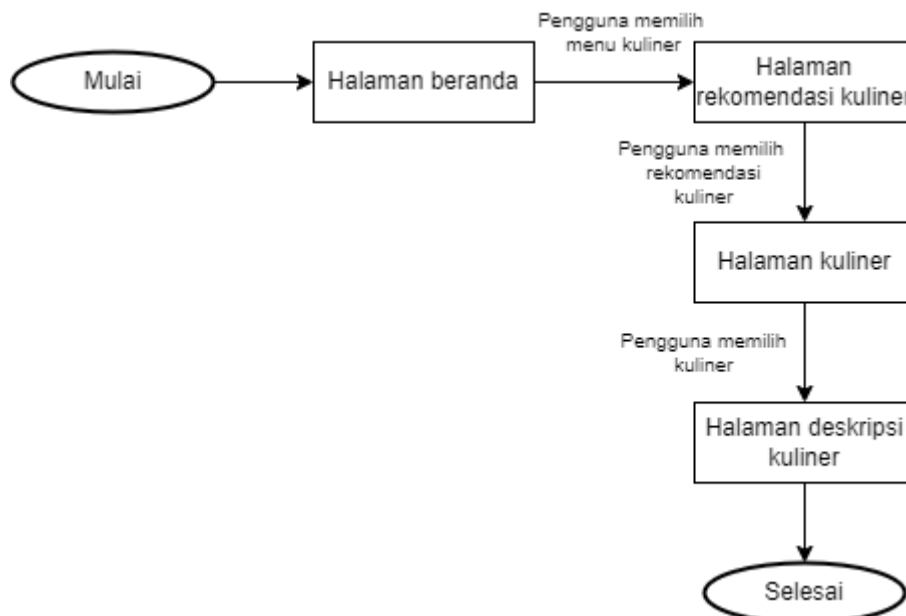 Pengguna memilih
menu kuliner
Mulai
Halaman beranda
Halaman
rekomendasi kuliner
Pengguna memilih
rekomendasi
kuliner
Halaman kuliner
Pengguna memilih
kuliner
Halaman deskripsi
kuliner
Selesai